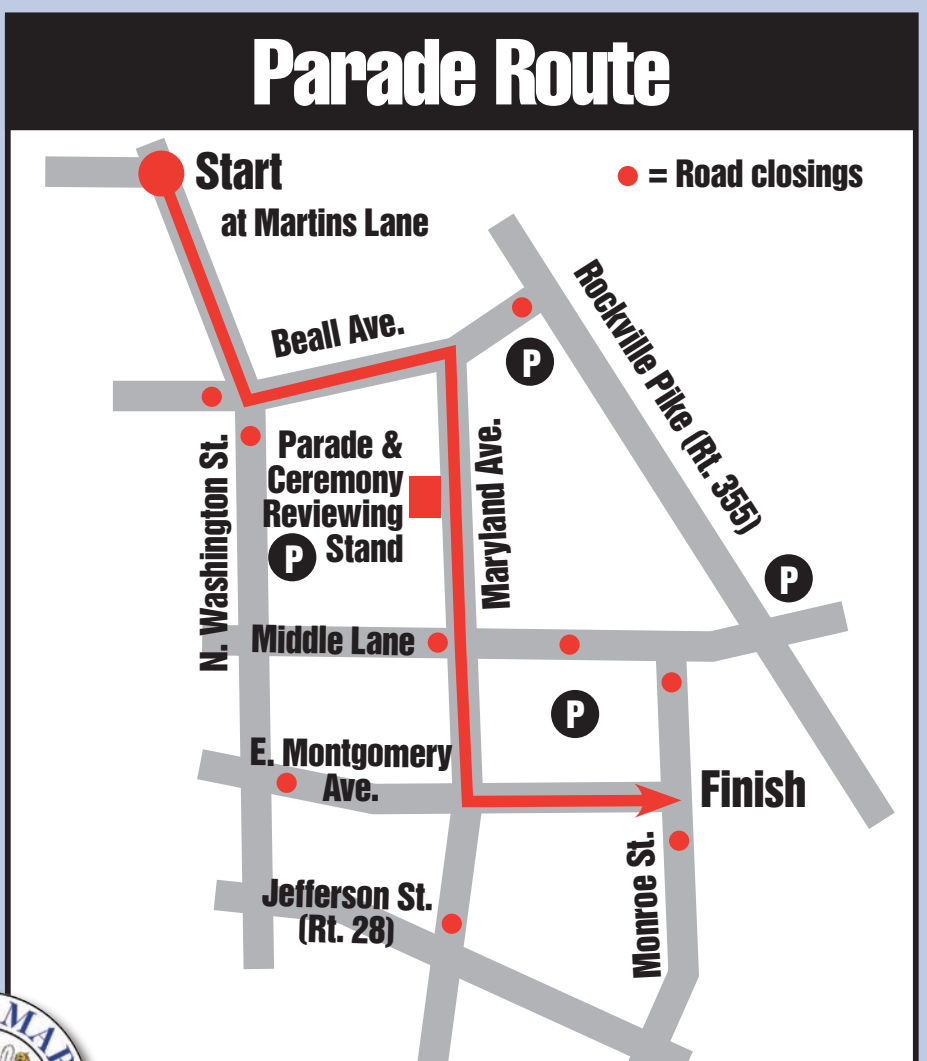 Parade Route
Start
at Martins Lane
= Road closings
Beall Ave.
Rockville Pike (Rt. 355)
P
N. Washington St.
Parade &
Ceremony
Reviewing
Stand
P
Maryland Ave.
P
Middle Lane
P
E. Montgomery
Ave.
Finish
Monroe St.
Jefferson St.
(Rt. 28)